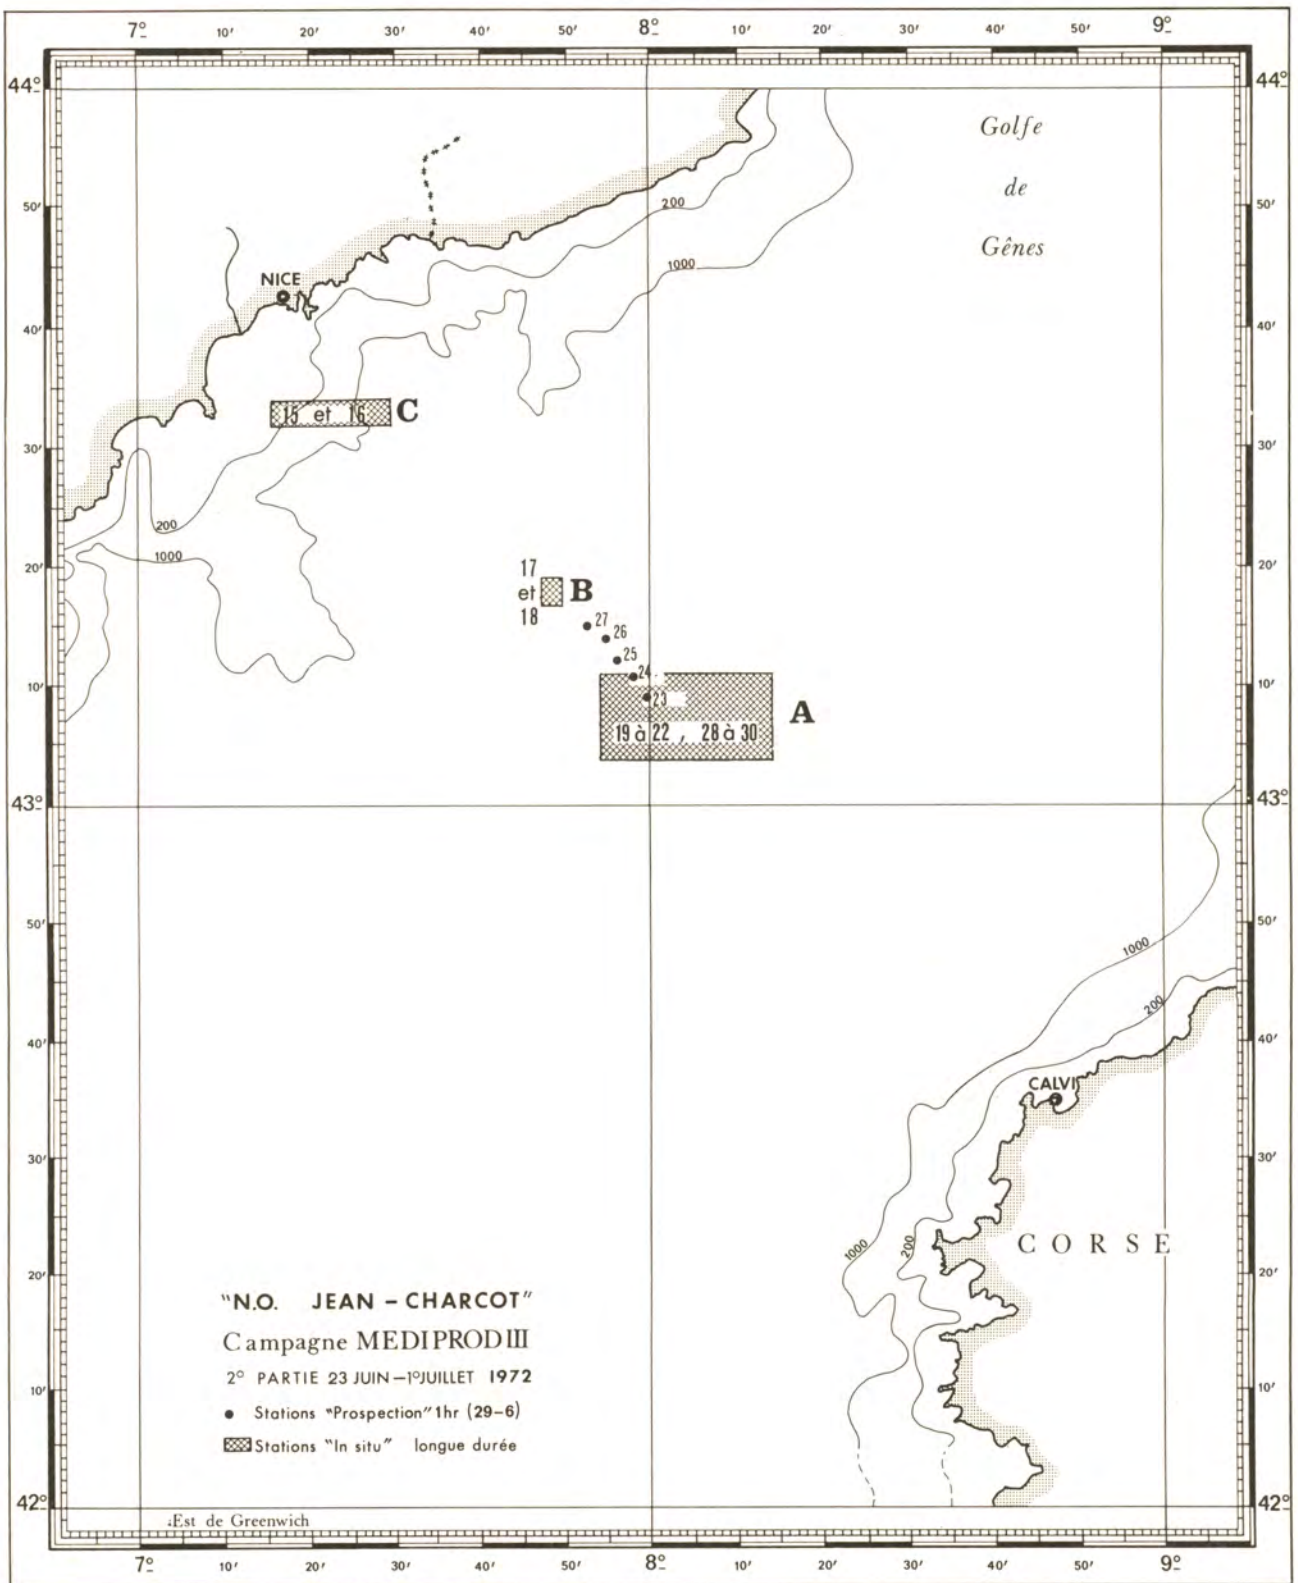 7° 10' 20' 30' 40' 50' 8° 10' 20' 30' 40' 50' 9°
44° 44°
Golfe
de
Gênes
50' 50'
200
1000
NICE
40' 40'
15 et 16 C
30' 30'
200
1000
20' 20'
17
et
18
B
27
26
25
24
23
10' 10'
A
19 à 22 , 28 à 30
43° 43°
50' 50'
1000
200
40' 40'
CALVI
30' 30'
CORSE
1000
200
20' 20'
"N.O. JEAN – CHARCOT"
Campagne MEDIPROD III
2° PARTIE 23 JUIN – 1° JUILLET 1972
10' 10'
Stations "Prospection" 1hr (29–6)
Stations "In situ" longue durée
42° 42°
Est de Greenwich
7° 10' 20' 30' 40' 50' 8° 10' 20' 30' 40' 50' 9°